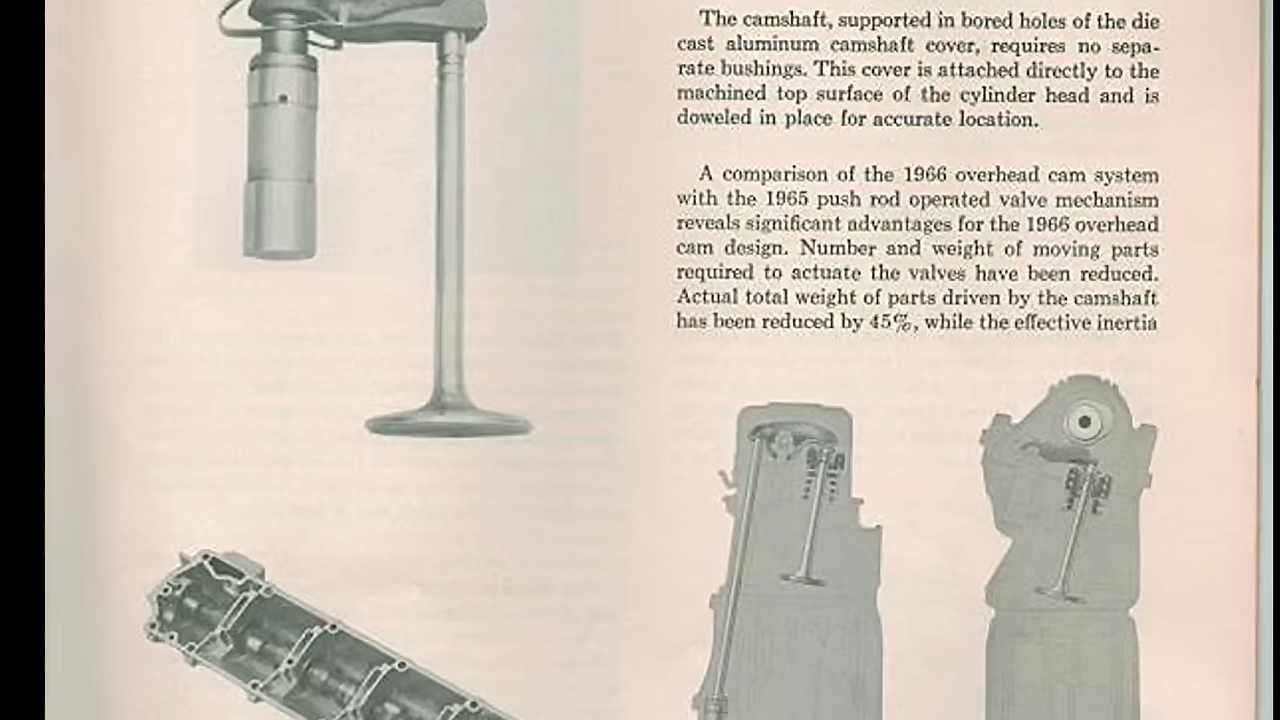 The camshaft, supported in bored holes of the die
cast aluminum camshaft cover, requires no sepa-
rate bushings. This cover is attached directly to the
machined top surface of the cylinder head and is
doweled in place for accurate location.
A comparison of the 1966 overhead cam system
with the 1965 push rod operated valve mechanism
reveals significant advantages for the 1966 overhead
cam design. Number and weight of moving parts
required to actuate the valves have been reduced.
Actual total weight of parts driven by the camshaft
has been reduced by 45%, while the effective inertia